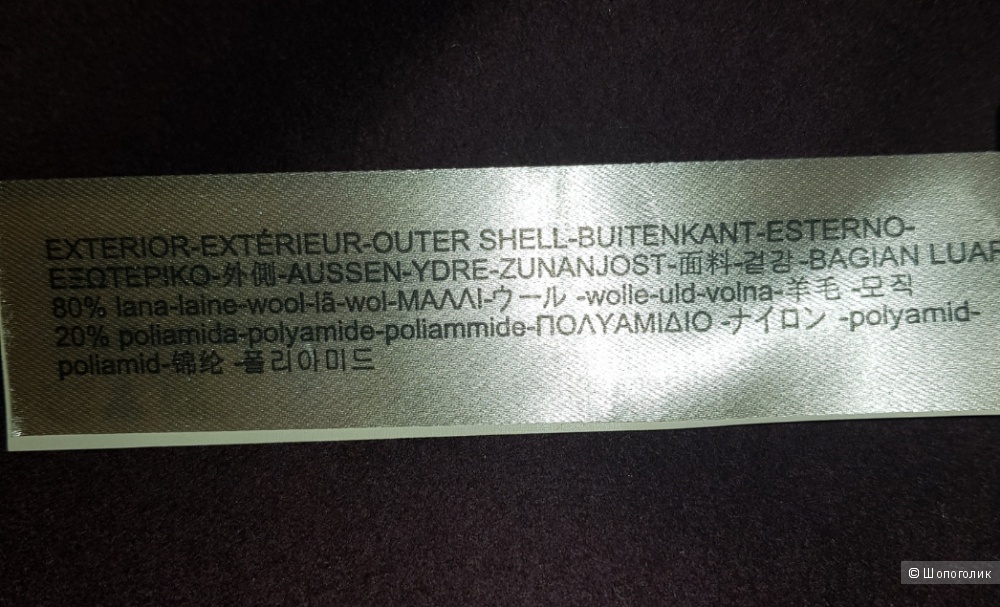 EXTERIOR-EXTÉRIEUR-OUTER SHELL-BUITENKANT-ESTERNO-
ΕΞΩΤΕΡΙΚΟ-外側-AUSSEN-YDRE-ZUNANJOST-面料-겉감-BAGIAN LUAR
80% lana-laine-wool-lã-wol-ΜΑΛΛΙ-ウール -wolle-uld-volna-羊毛 -모직
20% poliamida-polyamide-poliammide-ΠΟΛΥΑΜΙΔΙΟ -ナイロン -polyamid-
poliamid-锦纶 -폴리아미드
© Шопоголик